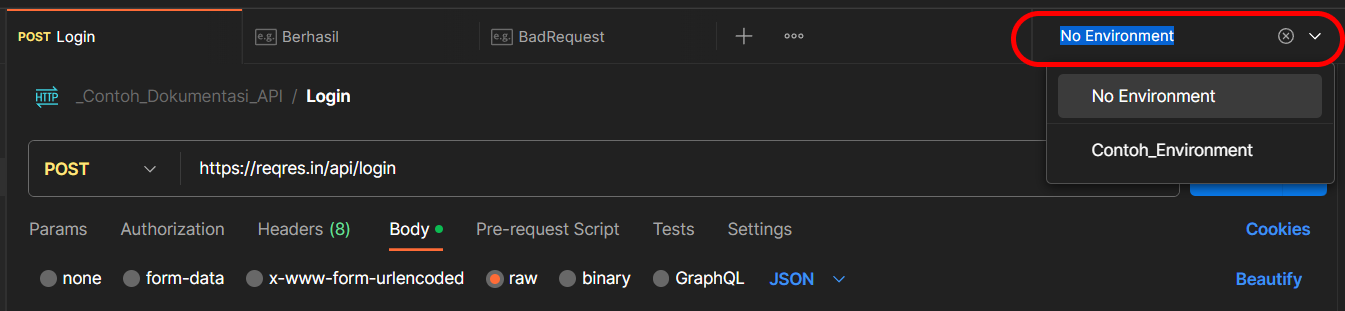 POST Login
e.g. Berhasil
e.g. BadRequest
No Environment
HTTP _Contoh_Dokumentasi_API / Login
No Environment
Contoh_Environment
POST
https://reqres.in/api/login
Params Authorization Headers (8) Body Pre-request Script Tests Settings Cookies
none form-data x-www-form-urlencoded raw binary GraphQL JSON Beautify